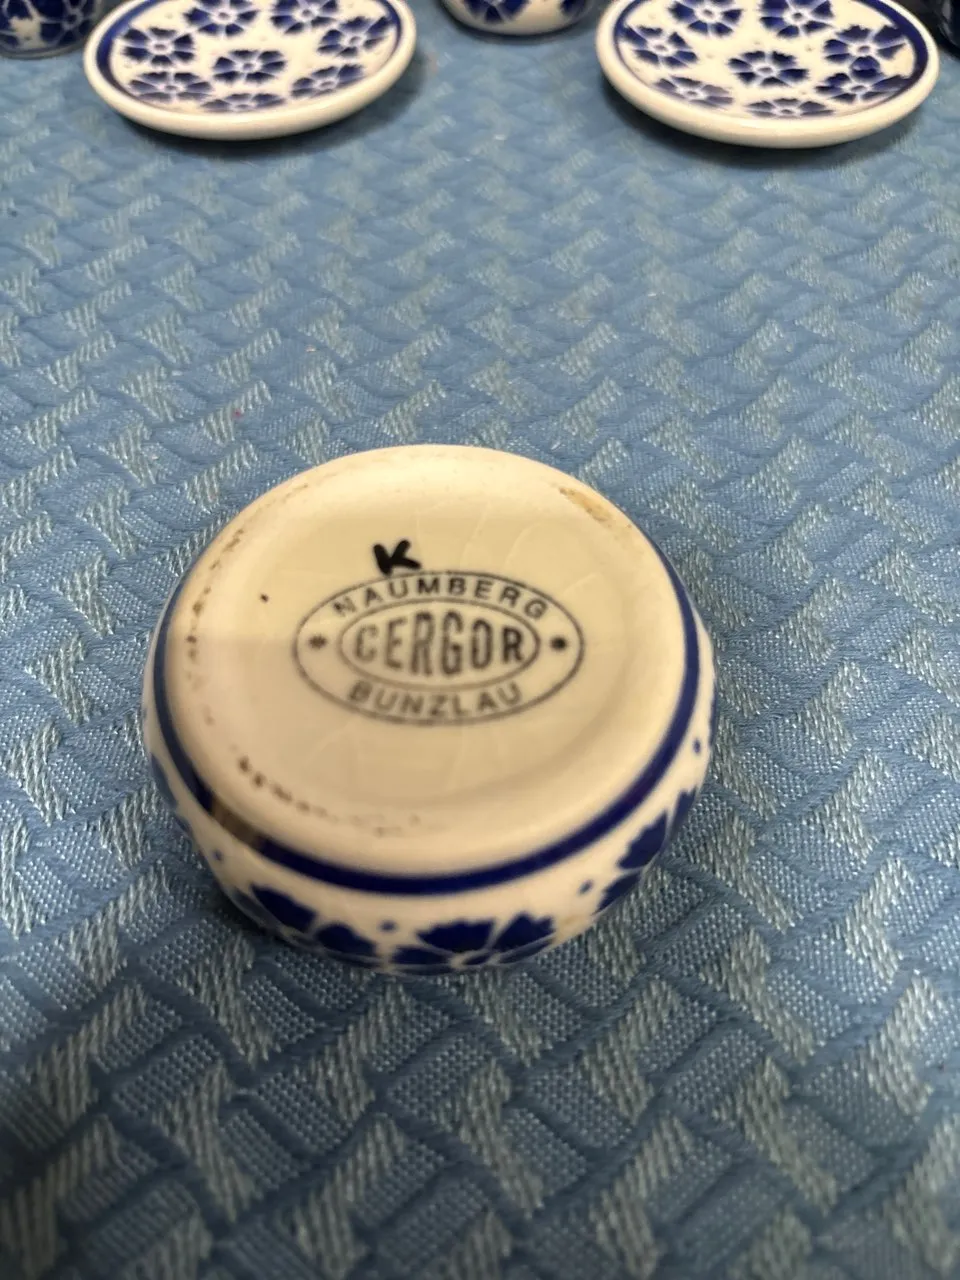 K
NAUMBERG
* CERGOR *
BUNZLAU